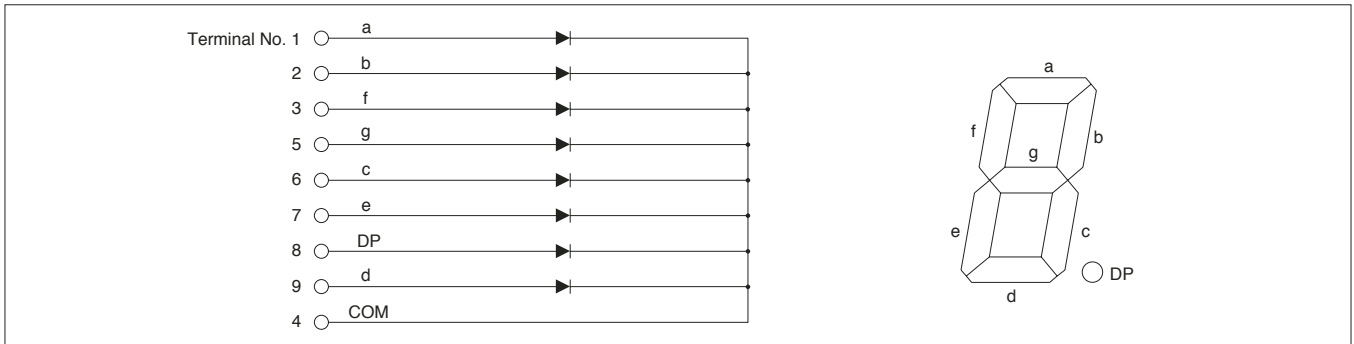 Terminal No. 1 a
2 b
3 f
5 g
6 c
7 e
8 DP
9 d
4 COM
a
f b
g
e c
DP
d